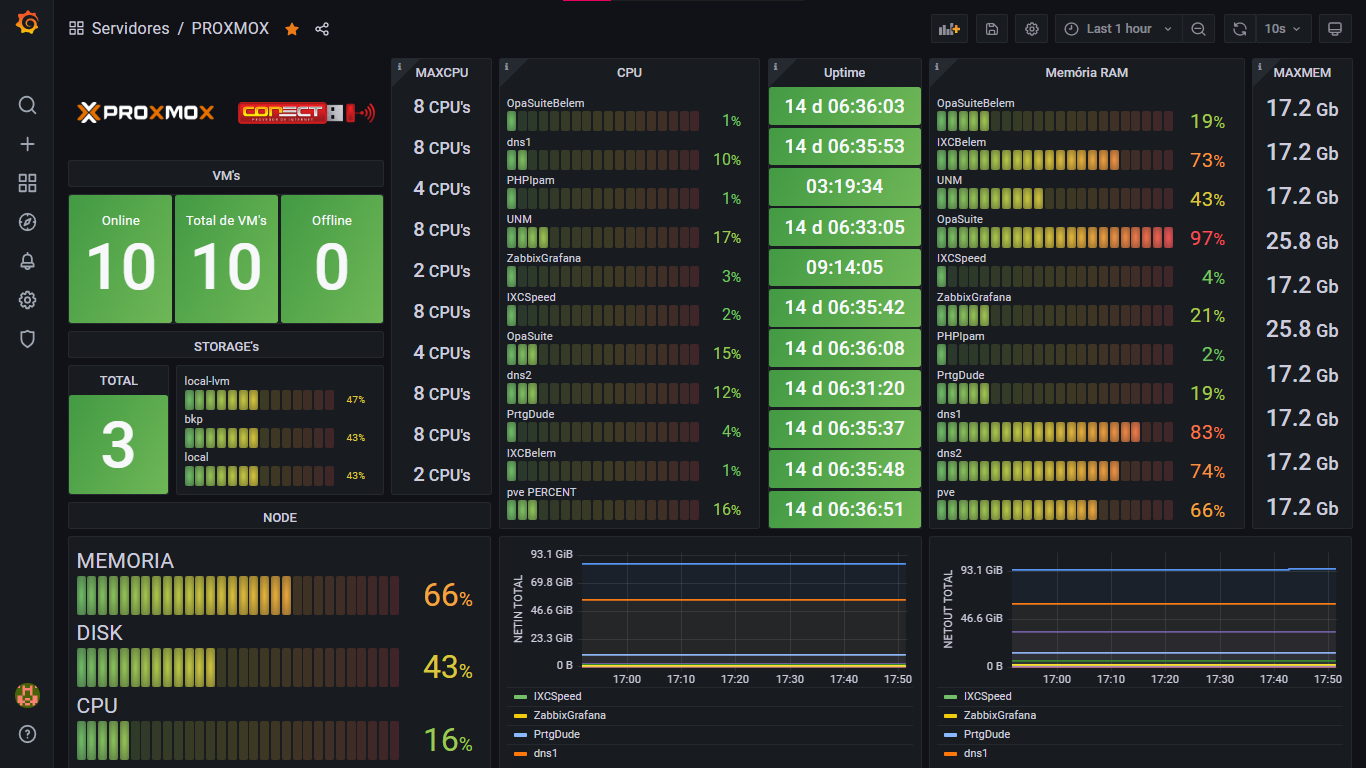 Servidores / PROXMOX
Last 1 hour
10s
PROXMOX
CONECT
PROVEDOR DE INTERNET
VM's
Online
10
Total de VM's
10
Offline
0
STORAGE's
TOTAL
3
local-lvm
47%
bkp
43%
local
43%
MAXCPU
8 CPU's
8 CPU's
4 CPU's
8 CPU's
2 CPU's
8 CPU's
4 CPU's
8 CPU's
8 CPU's
2 CPU's
CPU
OpaSuiteBelem
1%
dns1
10%
PHPIpam
1%
UNM
17%
ZabbixGrafana
3%
IXCSpeed
2%
OpaSuite
15%
dns2
12%
PrtgDude
4%
IXCBelem
1%
pve PERCENT
16%
Uptime
14 d 06:36:03
14 d 06:35:53
03:19:34
14 d 06:33:05
09:14:05
14 d 06:35:42
14 d 06:36:08
14 d 06:31:20
14 d 06:35:37
14 d 06:35:48
14 d 06:36:51
Memória RAM
OpaSuiteBelem
19%
IXCBelem
73%
UNM
43%
OpaSuite
97%
IXCSpeed
4%
ZabbixGrafana
21%
PHPIpam
2%
PrtgDude
19%
dns1
83%
dns2
74%
pve
66%
MAXMEM
17.2 Gb
17.2 Gb
17.2 Gb
25.8 Gb
17.2 Gb
25.8 Gb
17.2 Gb
17.2 Gb
17.2 Gb
17.2 Gb
NODE
MEMORIA
66%
DISK
43%
CPU
16%
NETIN TOTAL
93.1 GiB
69.8 GiB
46.6 GiB
23.3 GiB
0 B
17:00 17:10 17:20 17:30 17:40 17:50
IXCSpeed
ZabbixGrafana
PrtgDude
dns1
NETOUT TOTAL
93.1 GiB
46.6 GiB
0 B
17:00 17:10 17:20 17:30 17:40 17:50
IXCSpeed
ZabbixGrafana
PrtgDude
dns1